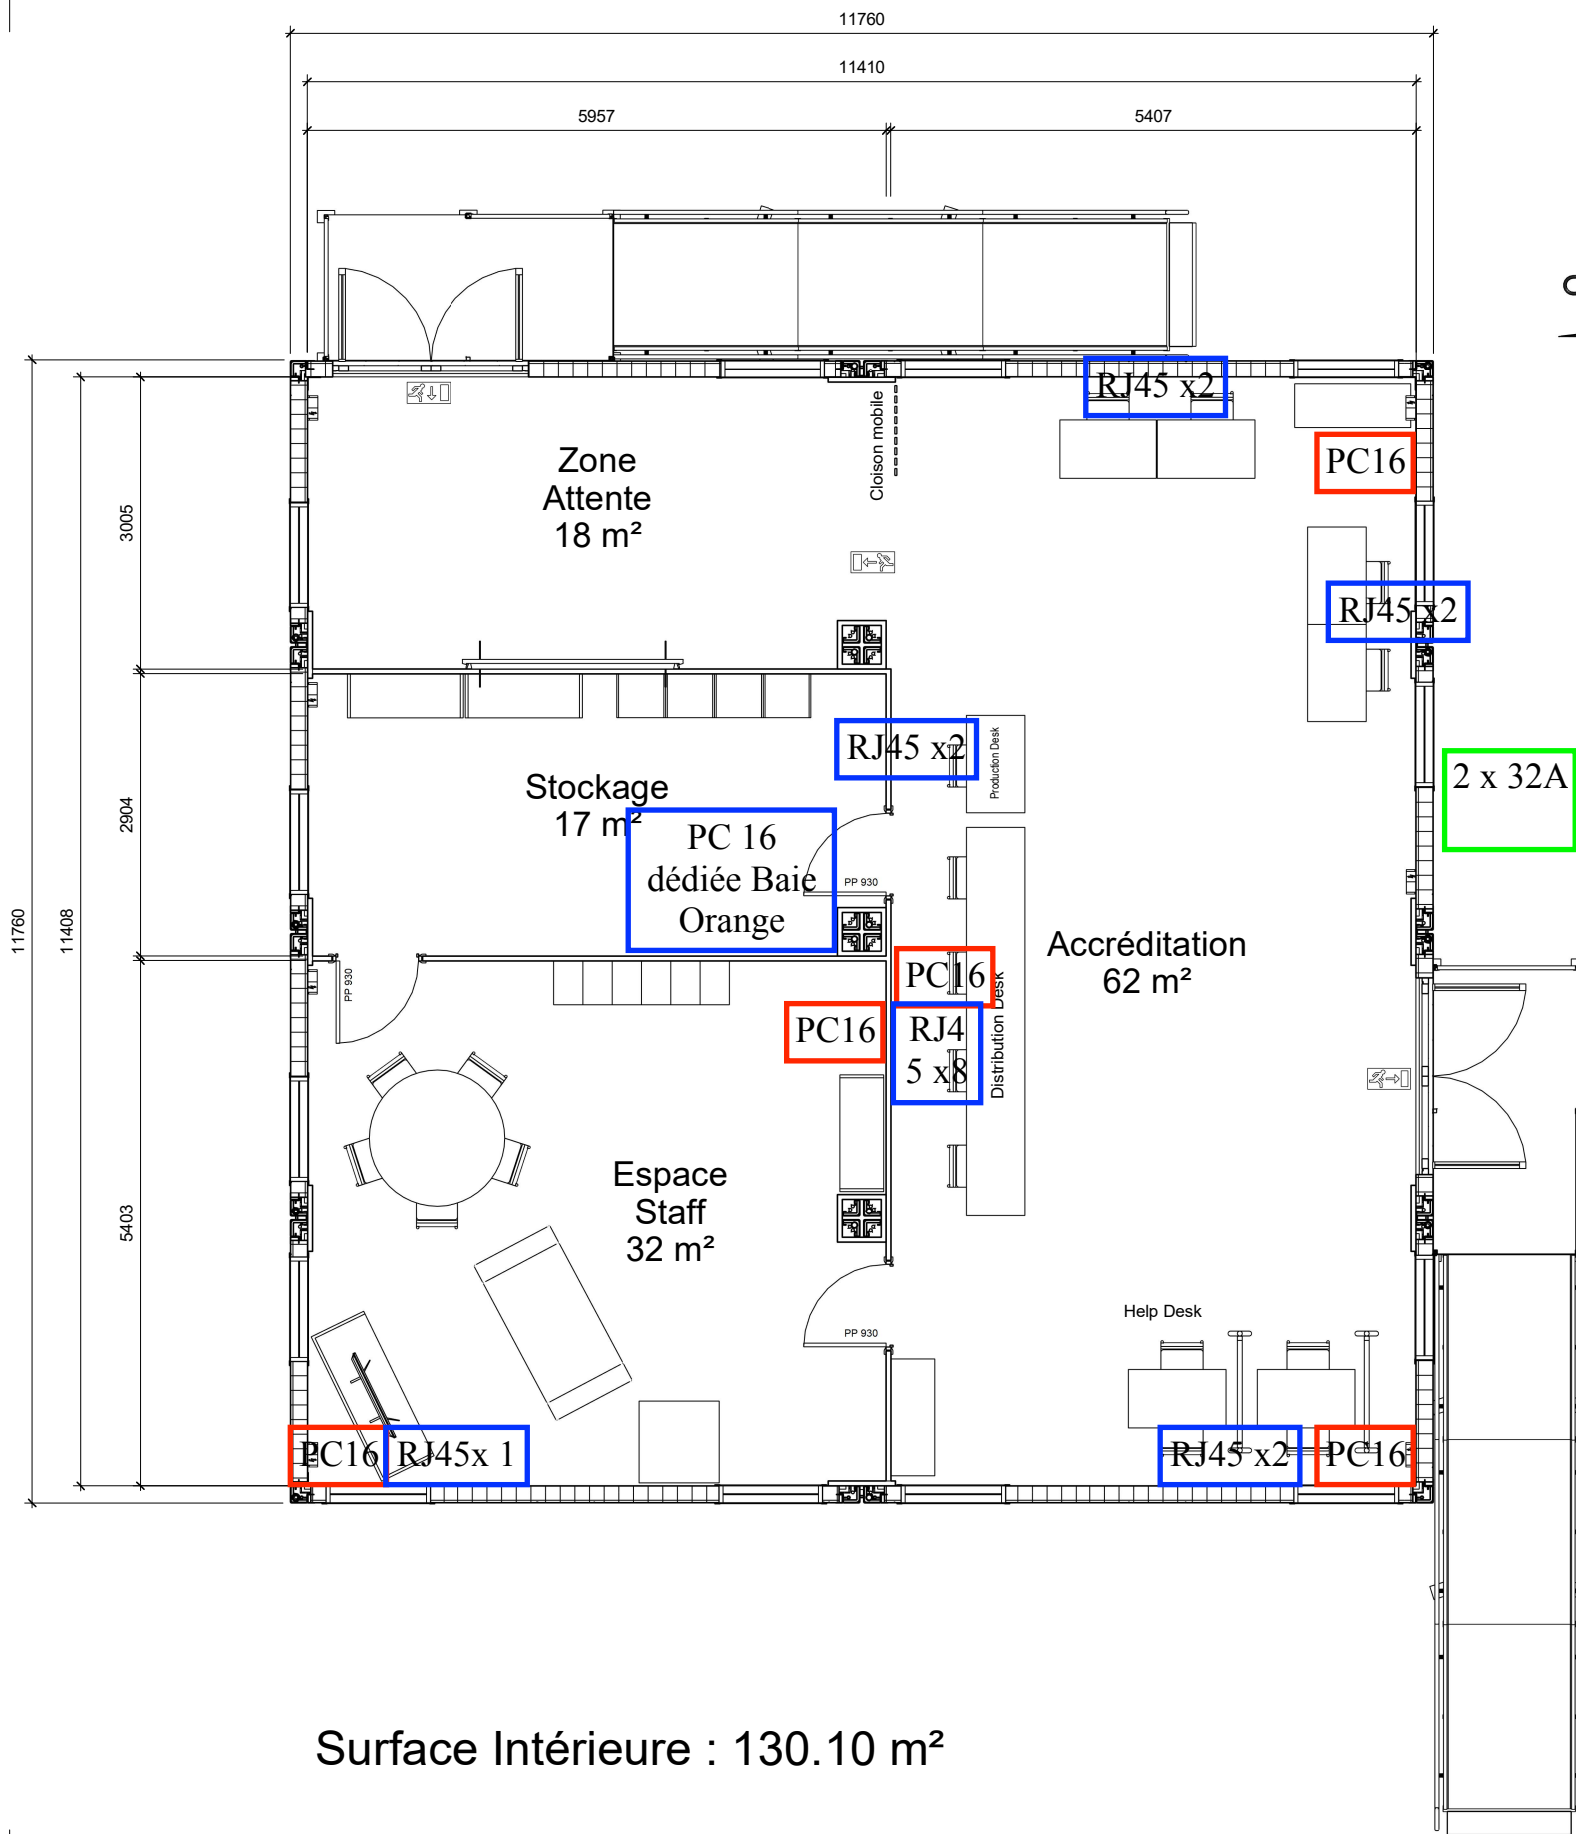 11760
11410
5957
5407
RJ45 x2
Cloison mobile
Zone
Attente
18 m²
PC16
3005
RJ45 x2
RJ45 x2
Production Desk
2 x 32A
Stockage
17 m²
2904
PC 16
dédiée Baie
Orange
PP 930
11760
11408
Accréditation
62 m²
PC16
PP 930
Distribution Desk
PC16
RJ4
5 x8
Espace
Staff
32 m²
5403
Help Desk
PP 930
PC16
RJ45x 1
RJ45 x2
PC16
Surface Intérieure : 130.10 m²